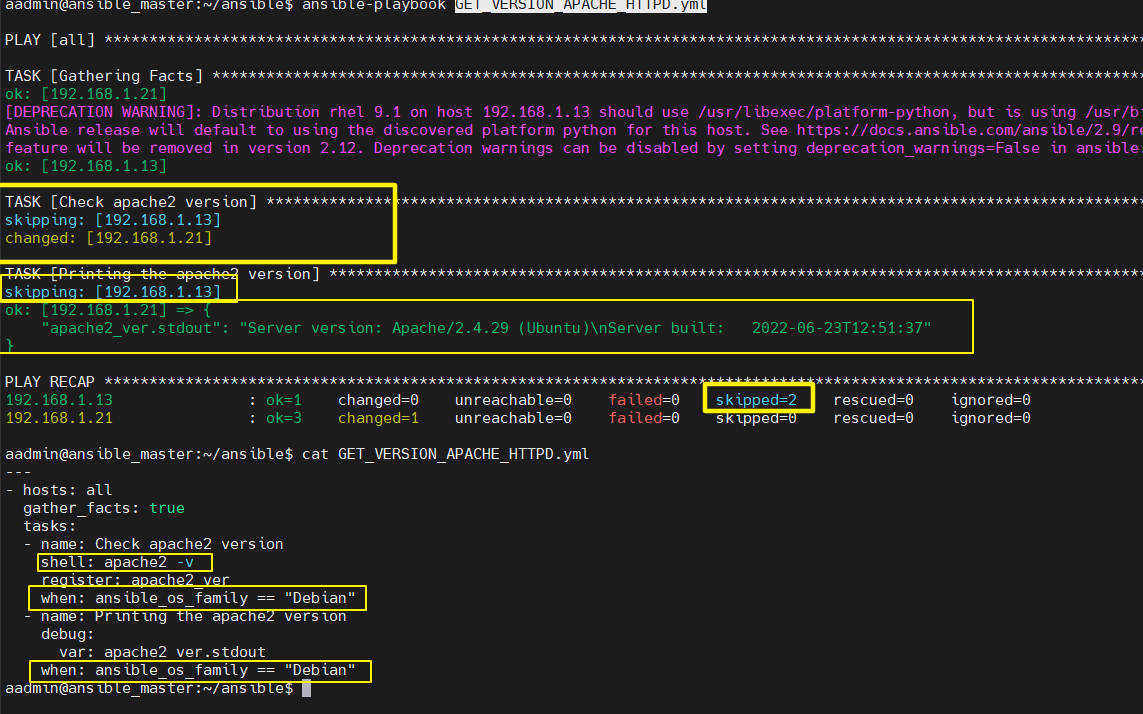 aadmin@ansible_master:~/ansible$ ansible-playbook GET_VERSION_APACHE_HTTPD.yml
PLAY [all] *******************************************************************************************************************
TASK [Gathering Facts] *******************************************************************************************************
ok: [192.168.1.21]
[DEPRECATION WARNING]: Distribution rhel 9.1 on host 192.168.1.13 should use /usr/libexec/platform-python, but is using /usr/b
Ansible release will default to using the discovered platform python for this host. See https://docs.ansible.com/ansible/2.9/re
feature will be removed in version 2.12. Deprecation warnings can be disabled by setting deprecation_warnings=False in ansible.
ok: [192.168.1.13]
TASK [Check apache2 version] *************************************************************************************************
skipping: [192.168.1.13]
changed: [192.168.1.21]
TASK [Printing the apache2 version] ******************************************************************************************
skipping: [192.168.1.13]
ok: [192.168.1.21] => {
    "apache2_ver.stdout": "Server version: Apache/2.4.29 (Ubuntu)\nServer built:   2022-06-23T12:51:37"
}
PLAY RECAP *******************************************************************************************************************
192.168.1.13               : ok=1    changed=0    unreachable=0    failed=0    skipped=2    rescued=0    ignored=0
192.168.1.21               : ok=3    changed=1    unreachable=0    failed=0    skipped=0    rescued=0    ignored=0
aadmin@ansible_master:~/ansible$ cat GET_VERSION_APACHE_HTTPD.yml
---
- hosts: all
  gather_facts: true
  tasks:
  - name: Check apache2 version
    shell: apache2 -v
    register: apache2_ver
    when: ansible_os_family == "Debian"
  - name: Printing the apache2 version
    debug:
      var: apache2_ver.stdout
    when: ansible_os_family == "Debian"
aadmin@ansible_master:~/ansible$